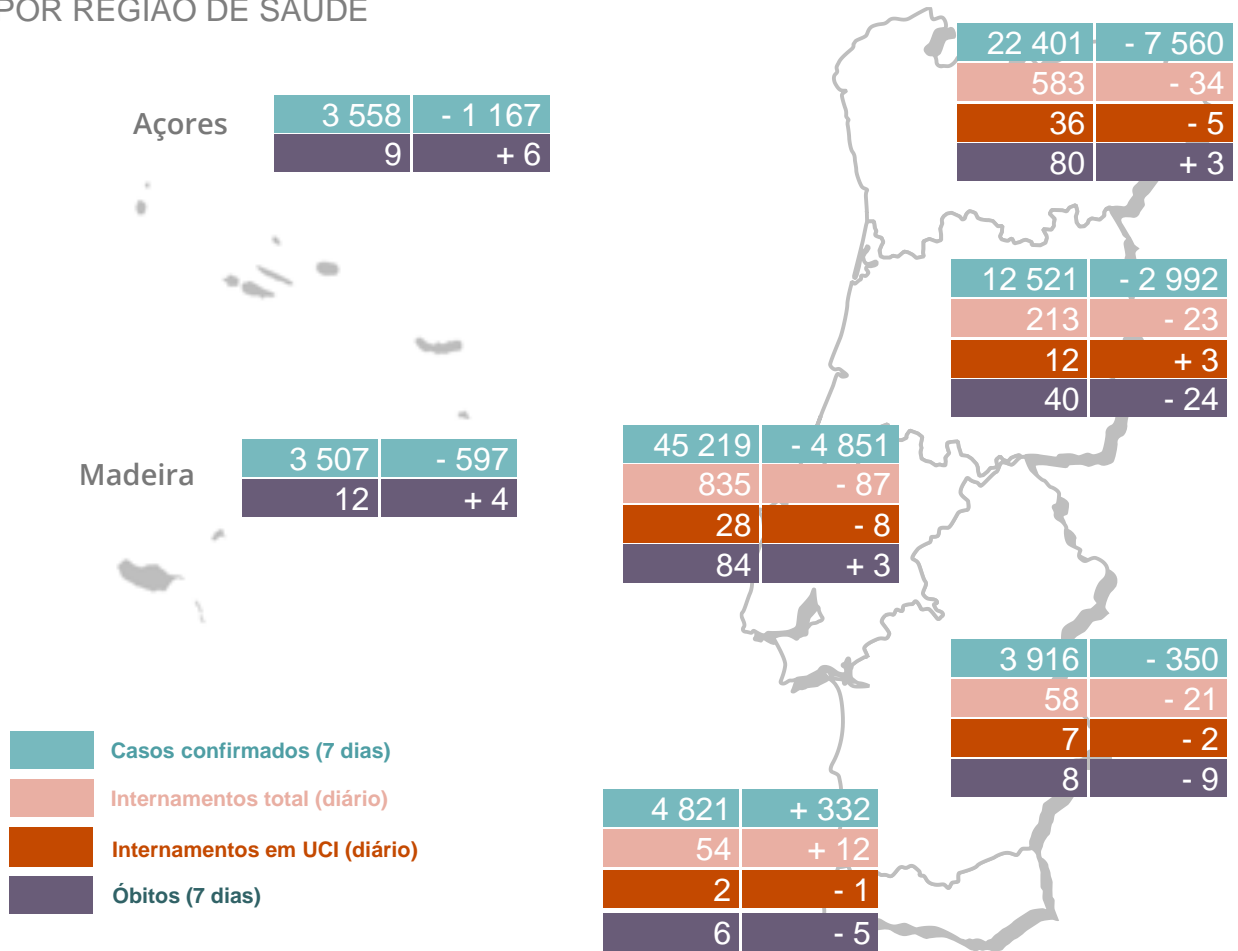 POR REGIÃO DE SAÚDE
Açores
3 558 - 1 167
9 + 6
Madeira
3 507 - 597
12 + 4
22 401 - 7 560
583 - 34
36 - 5
80 + 3
12 521 - 2 992
213 - 23
12 + 3
40 - 24
45 219 - 4 851
835 - 87
28 - 8
84 + 3
3 916 - 350
58 - 21
7 - 2
8 - 9
4 821 + 332
54 + 12
2 - 1
6 - 5
Casos confirmados (7 dias)
Internamentos total (diário)
Internamentos em UCI (diário)
Óbitos (7 dias)